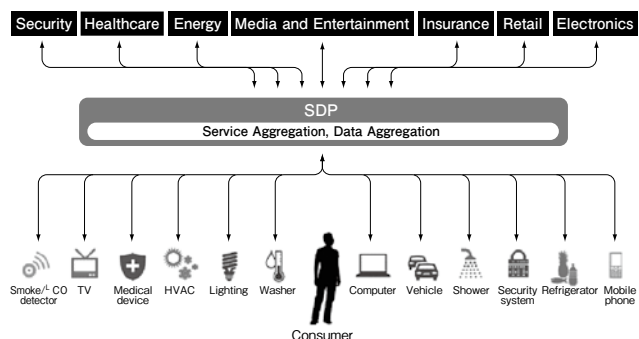 Security Healthcare Energy Media and Entertainment Insurance Retail Electronics
SDP
Service Aggregation, Data Aggregation
Smoke/L CO
detector
TV
Medical
device
HVAC
Lighting
Washer
Computer
Vehicle
Shower
Security
system
Refrigerator
Mobile
phone
Consumer